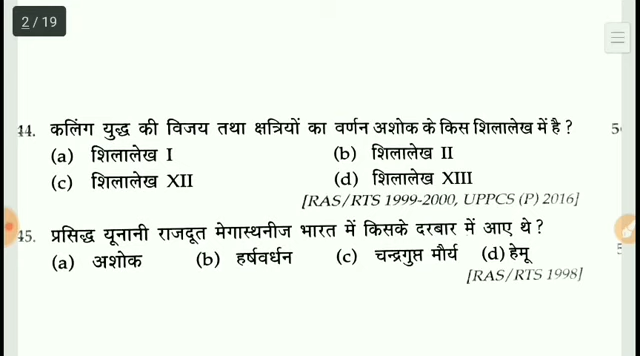 2 / 19
44. कलिंग युद्ध की विजय तथा क्षत्रियों का वर्णन अशोक के किस शिलालेख में है ?
(a) शिलालेख I (b) शिलालेख II
(c) शिलालेख XII (d) शिलालेख XIII
[RAS/RTS 1999-2000, UPPCS (P) 2016]
45. प्रसिद्ध यूनानी राजदूत मेगास्थनीज भारत में किसके दरबार में आए थे ?
(a) अशोक (b) हर्षवर्धन (c) चन्द्रगुप्त मौर्य (d) हेमू
[RAS/RTS 1998]